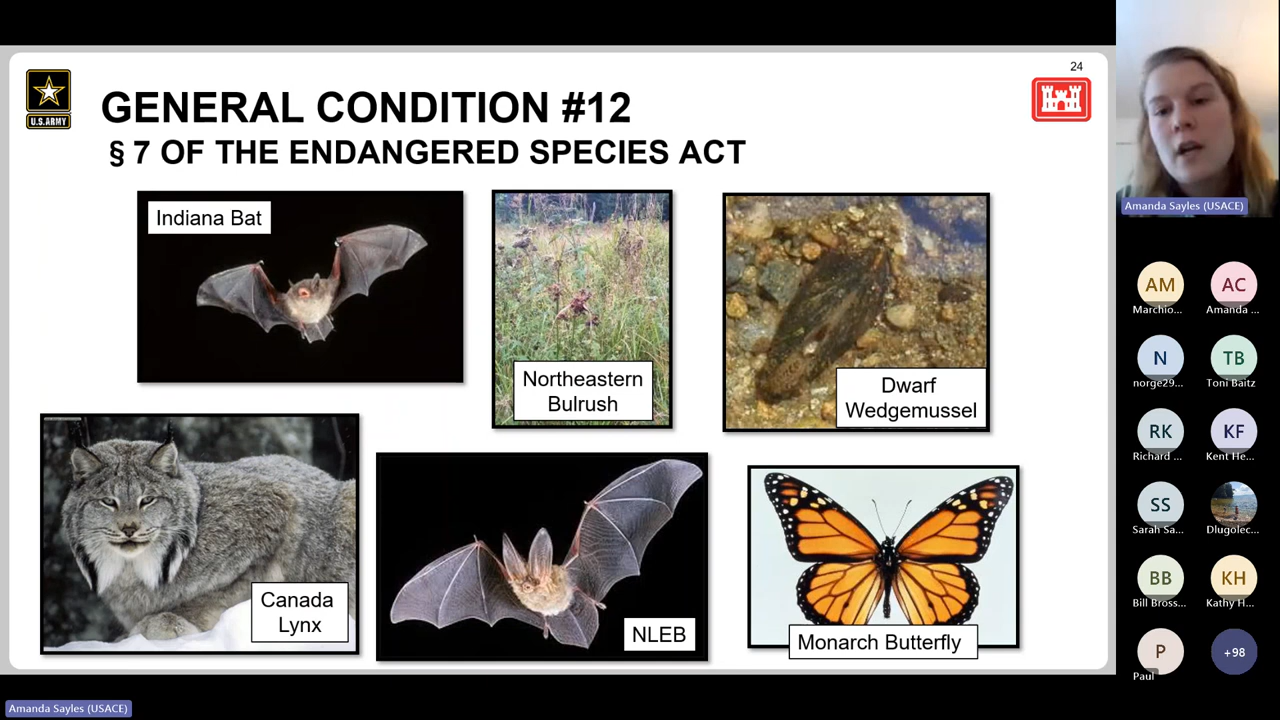 24
U.S.ARMY
GENERAL CONDITION #12
§ 7 OF THE ENDANGERED SPECIES ACT
Indiana Bat
Northeastern
Bulrush
Dwarf
Wedgemussel
Canada
Lynx
NLEB
Monarch Butterfly
Amanda Sayles (USACE)
AM
Marchio...
AC
Amanda ...
N
norge29...
TB
Toni Baitz
RK
Richard ...
KF
Kent He...
SS
Sarah Sa...
Dlugolec...
BB
Bill Bross...
KH
Kathy H...
P
Paul
+98
Amanda Sayles (USACE)